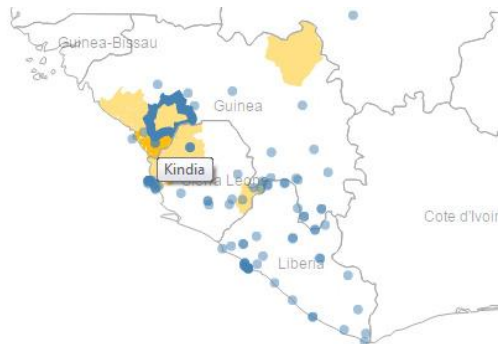 Guinea-Bissau
Guinea
Kindia
Sierra Leone
Cote d'Ivoir
Liberia